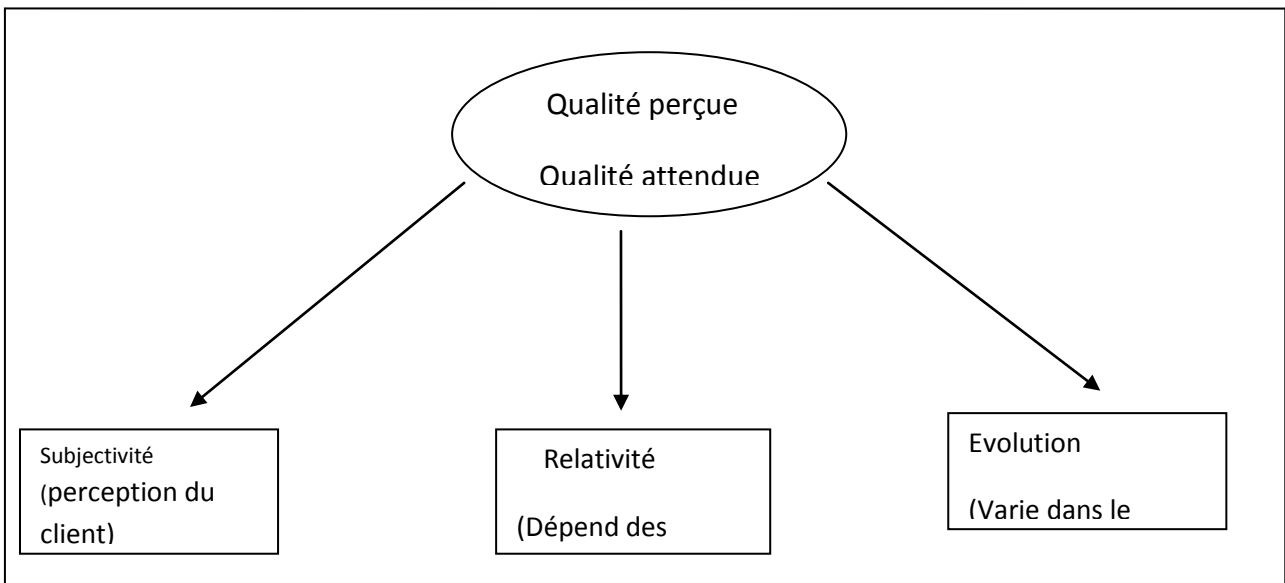 Qualité perçue
Qualité attendue
Subjectivité
(perception du
client)
Relativité
(Dépend des
Evolution
(Varie dans le